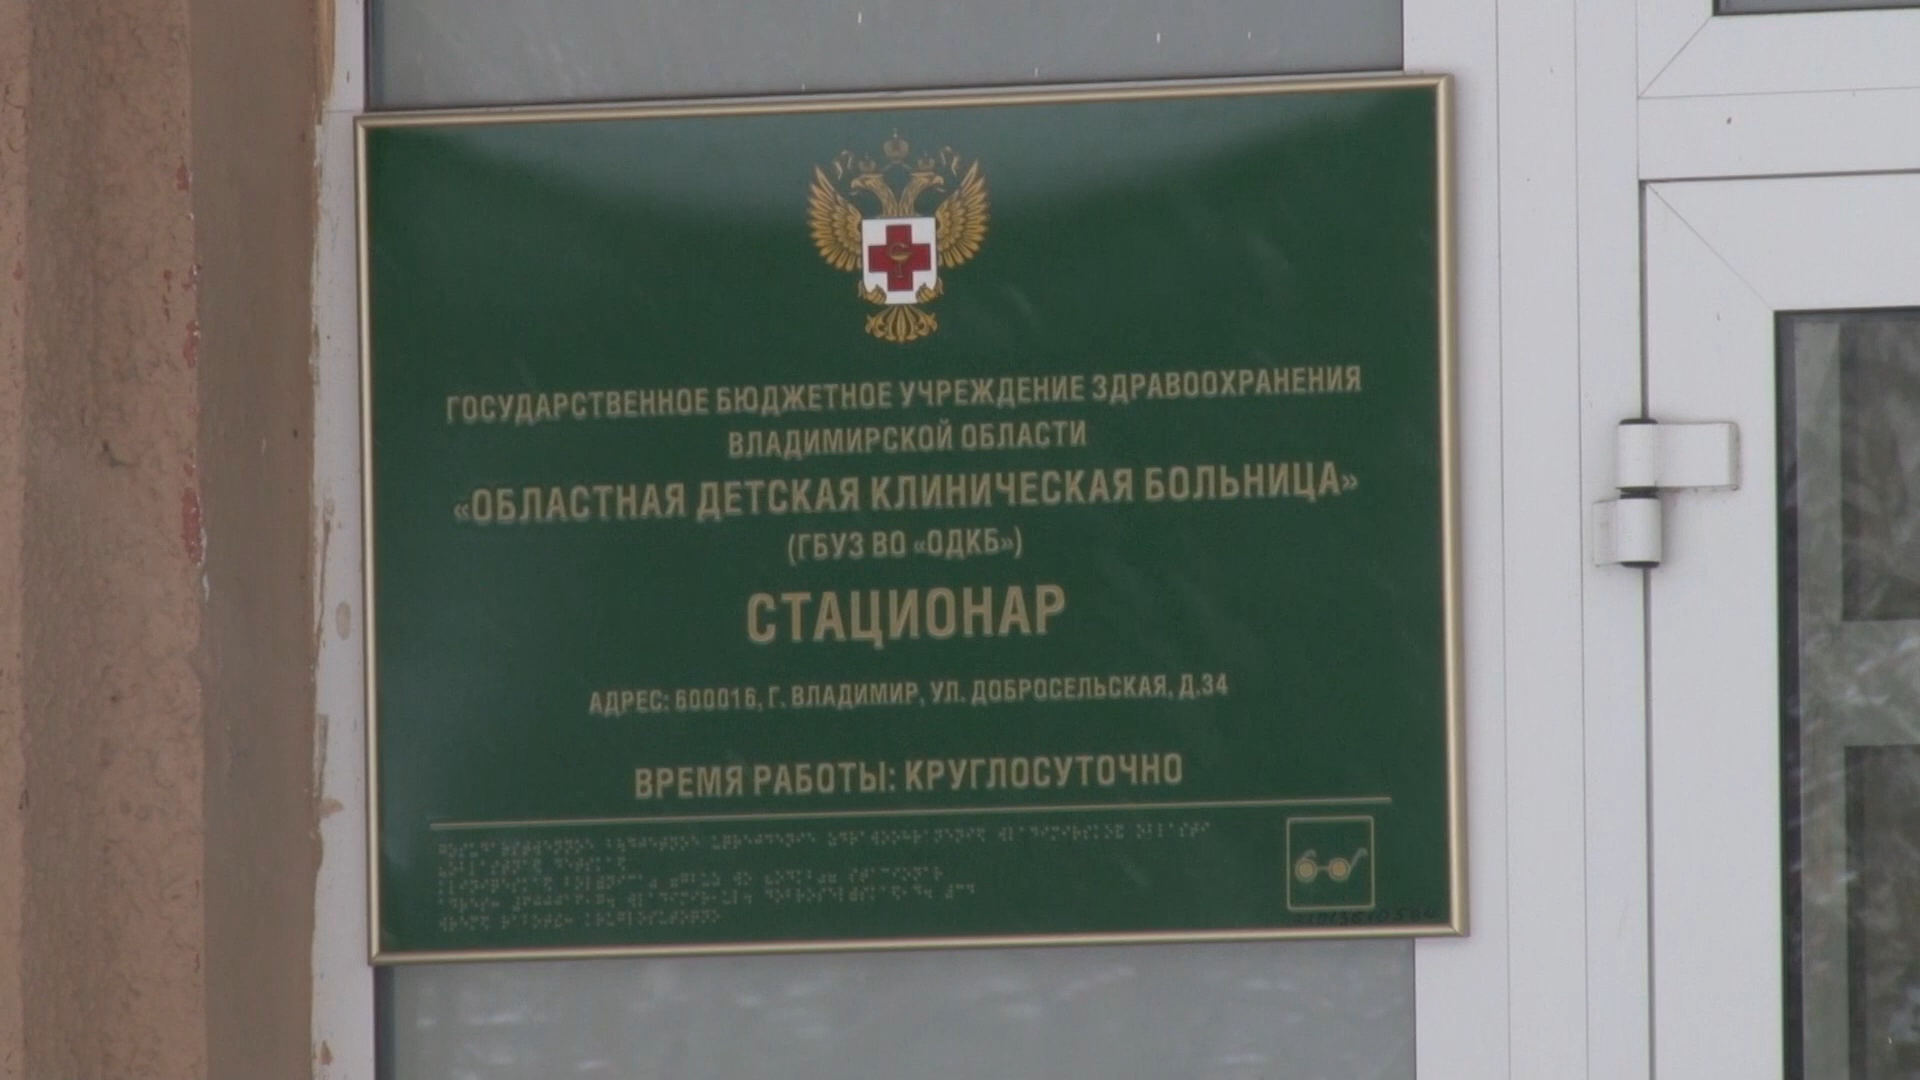 ГОСУДАРСТВЕННОЕ БЮДЖЕТНОЕ УЧРЕЖДЕНИЕ ЗДРАВООХРАНЕНИЯ
ВЛАДИМИРСКОЙ ОБЛАСТИ
«ОБЛАСТНАЯ ДЕТСКАЯ КЛИНИЧЕСКАЯ БОЛЬНИЦА»
(ГБУЗ ВО «ОДКБ»)
СТАЦИОНАР
АДРЕС: 600016, Г. ВЛАДИМИР, УЛ. ДОБРОСЕЛЬСКАЯ, Д.34
ВРЕМЯ РАБОТЫ: КРУГЛОСУТОЧНО